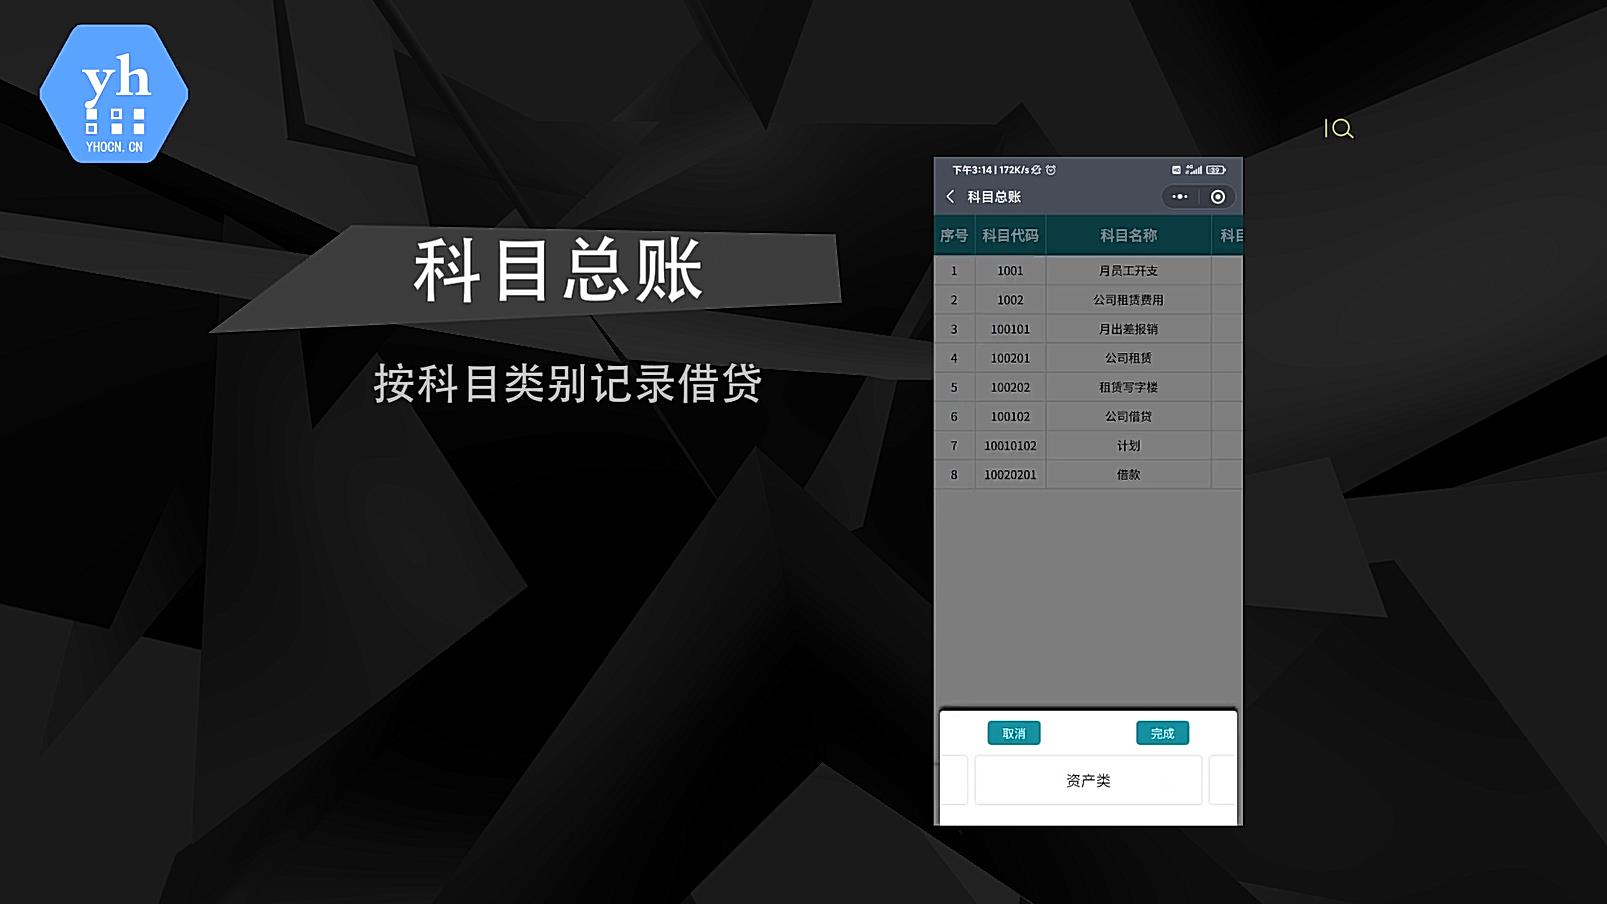 yh
YHOCN.CN
科目总账
按科目类别记录借贷
下午3:14 | 172K/s
科目总账
序号 科目代码 科目名称 科目
1 1001 月员工开支
2 1002 公司租赁费用
3 100101 月出差报销
4 100201 公司租赁
5 100202 租赁写字楼
6 100102 公司借贷
7 10010102 计划
8 10020201 借款
取消 完成
资产类